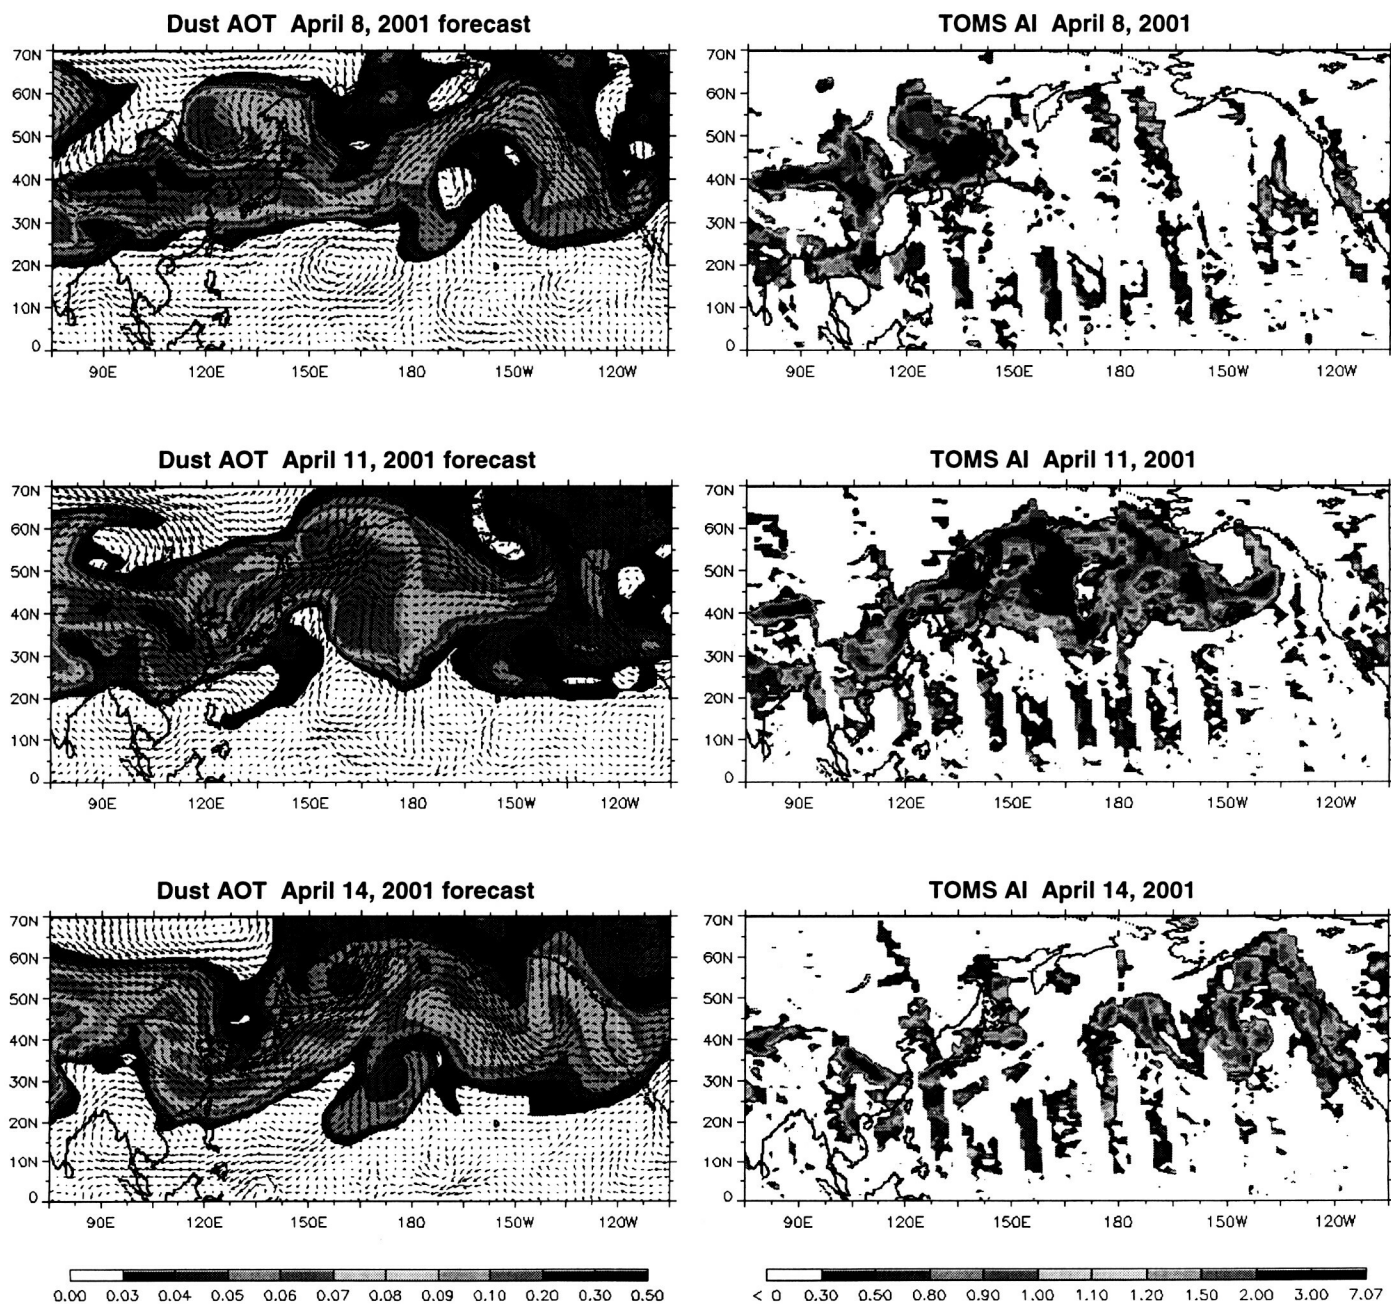 Dust AOT April 8, 2001 forecast
70N
60N
50N
40N
30N
20N
10N
0
90E 120E 150E 180 150W 120W
TOMS AI April 8, 2001
70N
60N
50N
40N
30N
20N
10N
0
90E 120E 150E 180 150W 120W
Dust AOT April 11, 2001 forecast
70N
60N
50N
40N
30N
20N
10N
0
90E 120E 150E 180 150W 120W
TOMS AI April 11, 2001
70N
60N
50N
40N
30N
20N
10N
0
90E 120E 150E 180 150W 120W
Dust AOT April 14, 2001 forecast
70N
60N
50N
40N
30N
20N
10N
0
90E 120E 150E 180 150W 120W
TOMS AI April 14, 2001
70N
60N
50N
40N
30N
20N
10N
0
90E 120E 150E 180 150W 120W
0.00 0.03 0.04 0.05 0.06 0.07 0.08 0.09 0.10 0.20 0.30 0.50
< 0 0.30 0.50 0.80 0.90 1.00 1.10 1.20 1.50 2.00 3.00 7.07